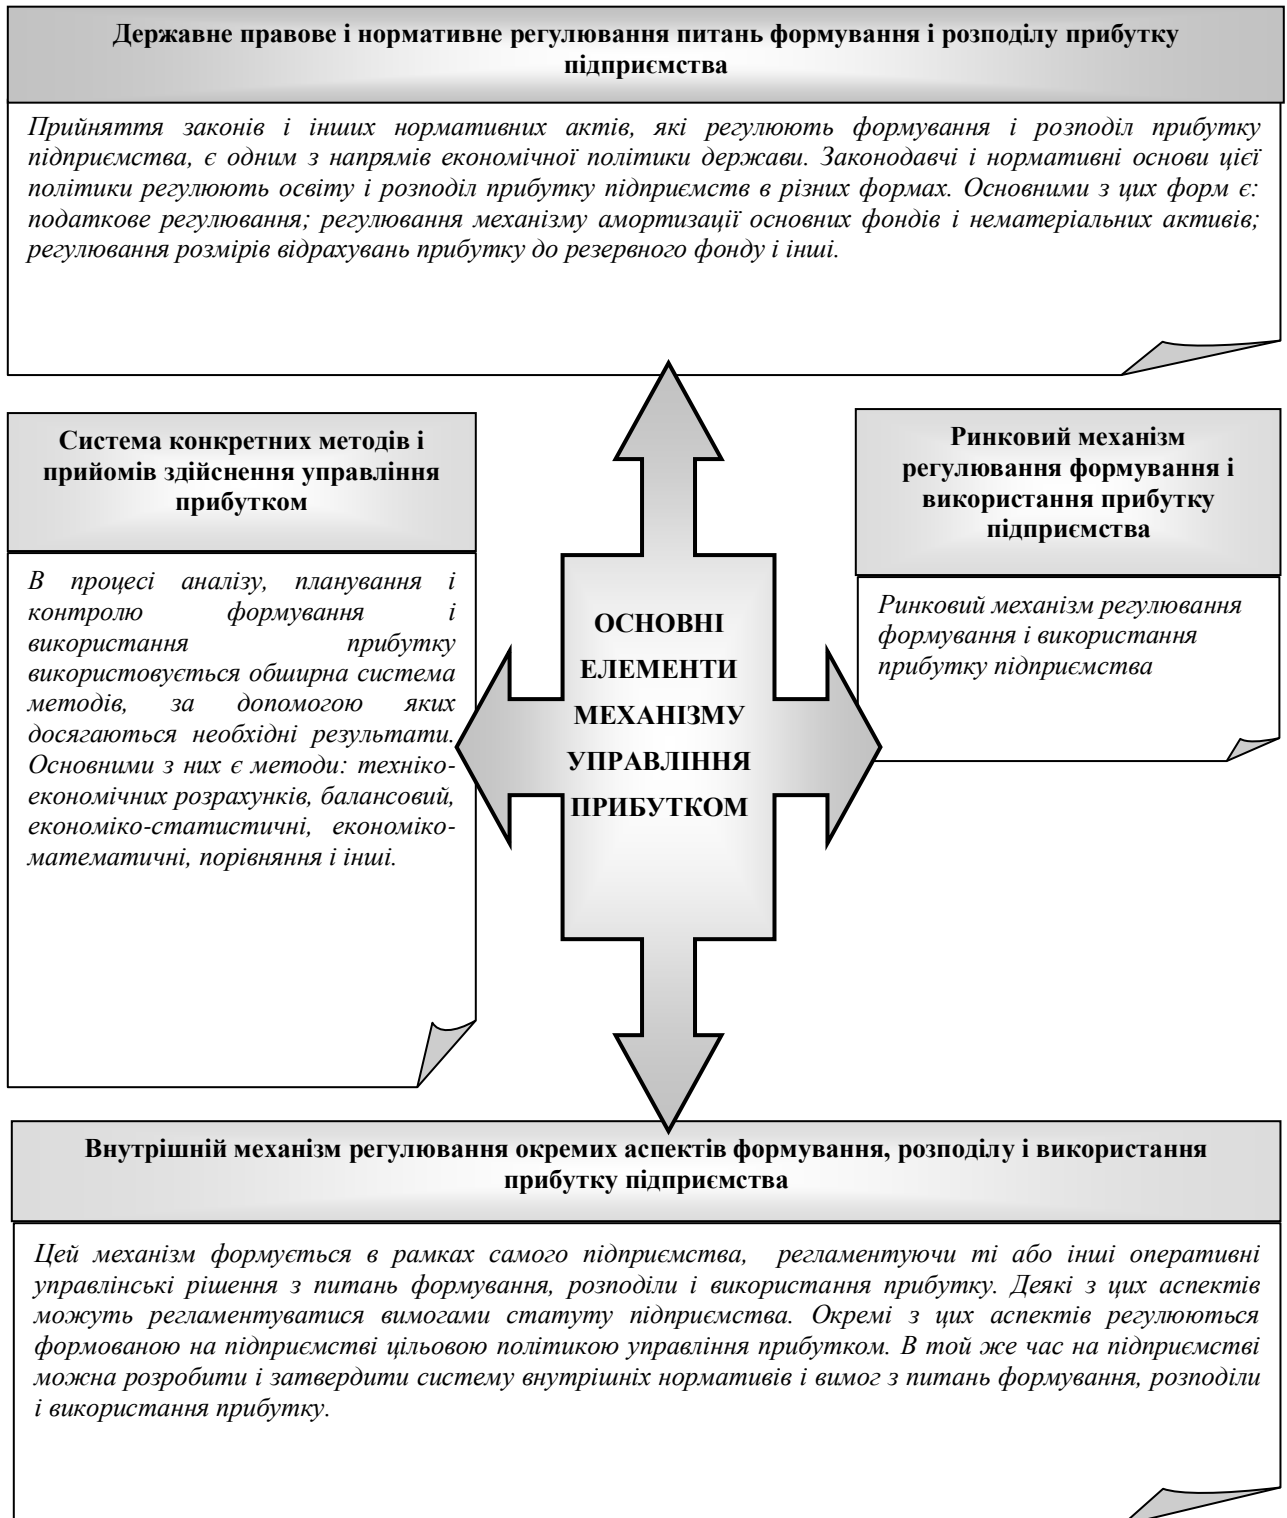 Державне правове і нормативне регулювання питань формування і розподілу прибутку
підприємства
Прийняття законів і інших нормативних актів, які регулюють формування і розподіл прибутку
підприємства, є одним з напрямів економічної політики держави. Законодавчі і нормативні основи цієї
політики регулюють освіту і розподіл прибутку підприємств в різних формах. Основними з цих форм є:
податкове регулювання; регулювання механізму амортизації основних фондів і нематеріальних активів;
регулювання розмірів відрахувань прибутку до резервного фонду і інші.
Система конкретних методів і
прийомів здійснення управління
прибутком
В процесі аналізу, планування і
контролю формування і
використання прибутку
використовується обширна система
методів, за допомогою яких
досягаються необхідні результати.
Основними з них є методи: техніко-
економічних розрахунків, балансовий,
економіко-статистичні, економіко-
математичні, порівняння і інші.
ОСНОВНІ
ЕЛЕМЕНТИ
МЕХАНІЗМУ
УПРАВЛІННЯ
ПРИБУТКОМ
Ринковий механізм
регулювання формування і
використання прибутку
підприємства
Ринковий механізм регулювання
формування і використання
прибутку підприємства
Внутрішній механізм регулювання окремих аспектів формування, розподілу і використання
прибутку підприємства
Цей механізм формується в рамках самого підприємства, регламентуючи ті або інші оперативні
управлінські рішення з питань формування, розподіли і використання прибутку. Деякі з цих аспектів
можуть регламентуватися вимогами статуту підприємства. Окремі з цих аспектів регулюються
формованою на підприємстві цільовою політикою управління прибутком. В той же час на підприємстві
можна розробити і затвердити систему внутрішніх нормативів і вимог з питань формування, розподіли
і використання прибутку.